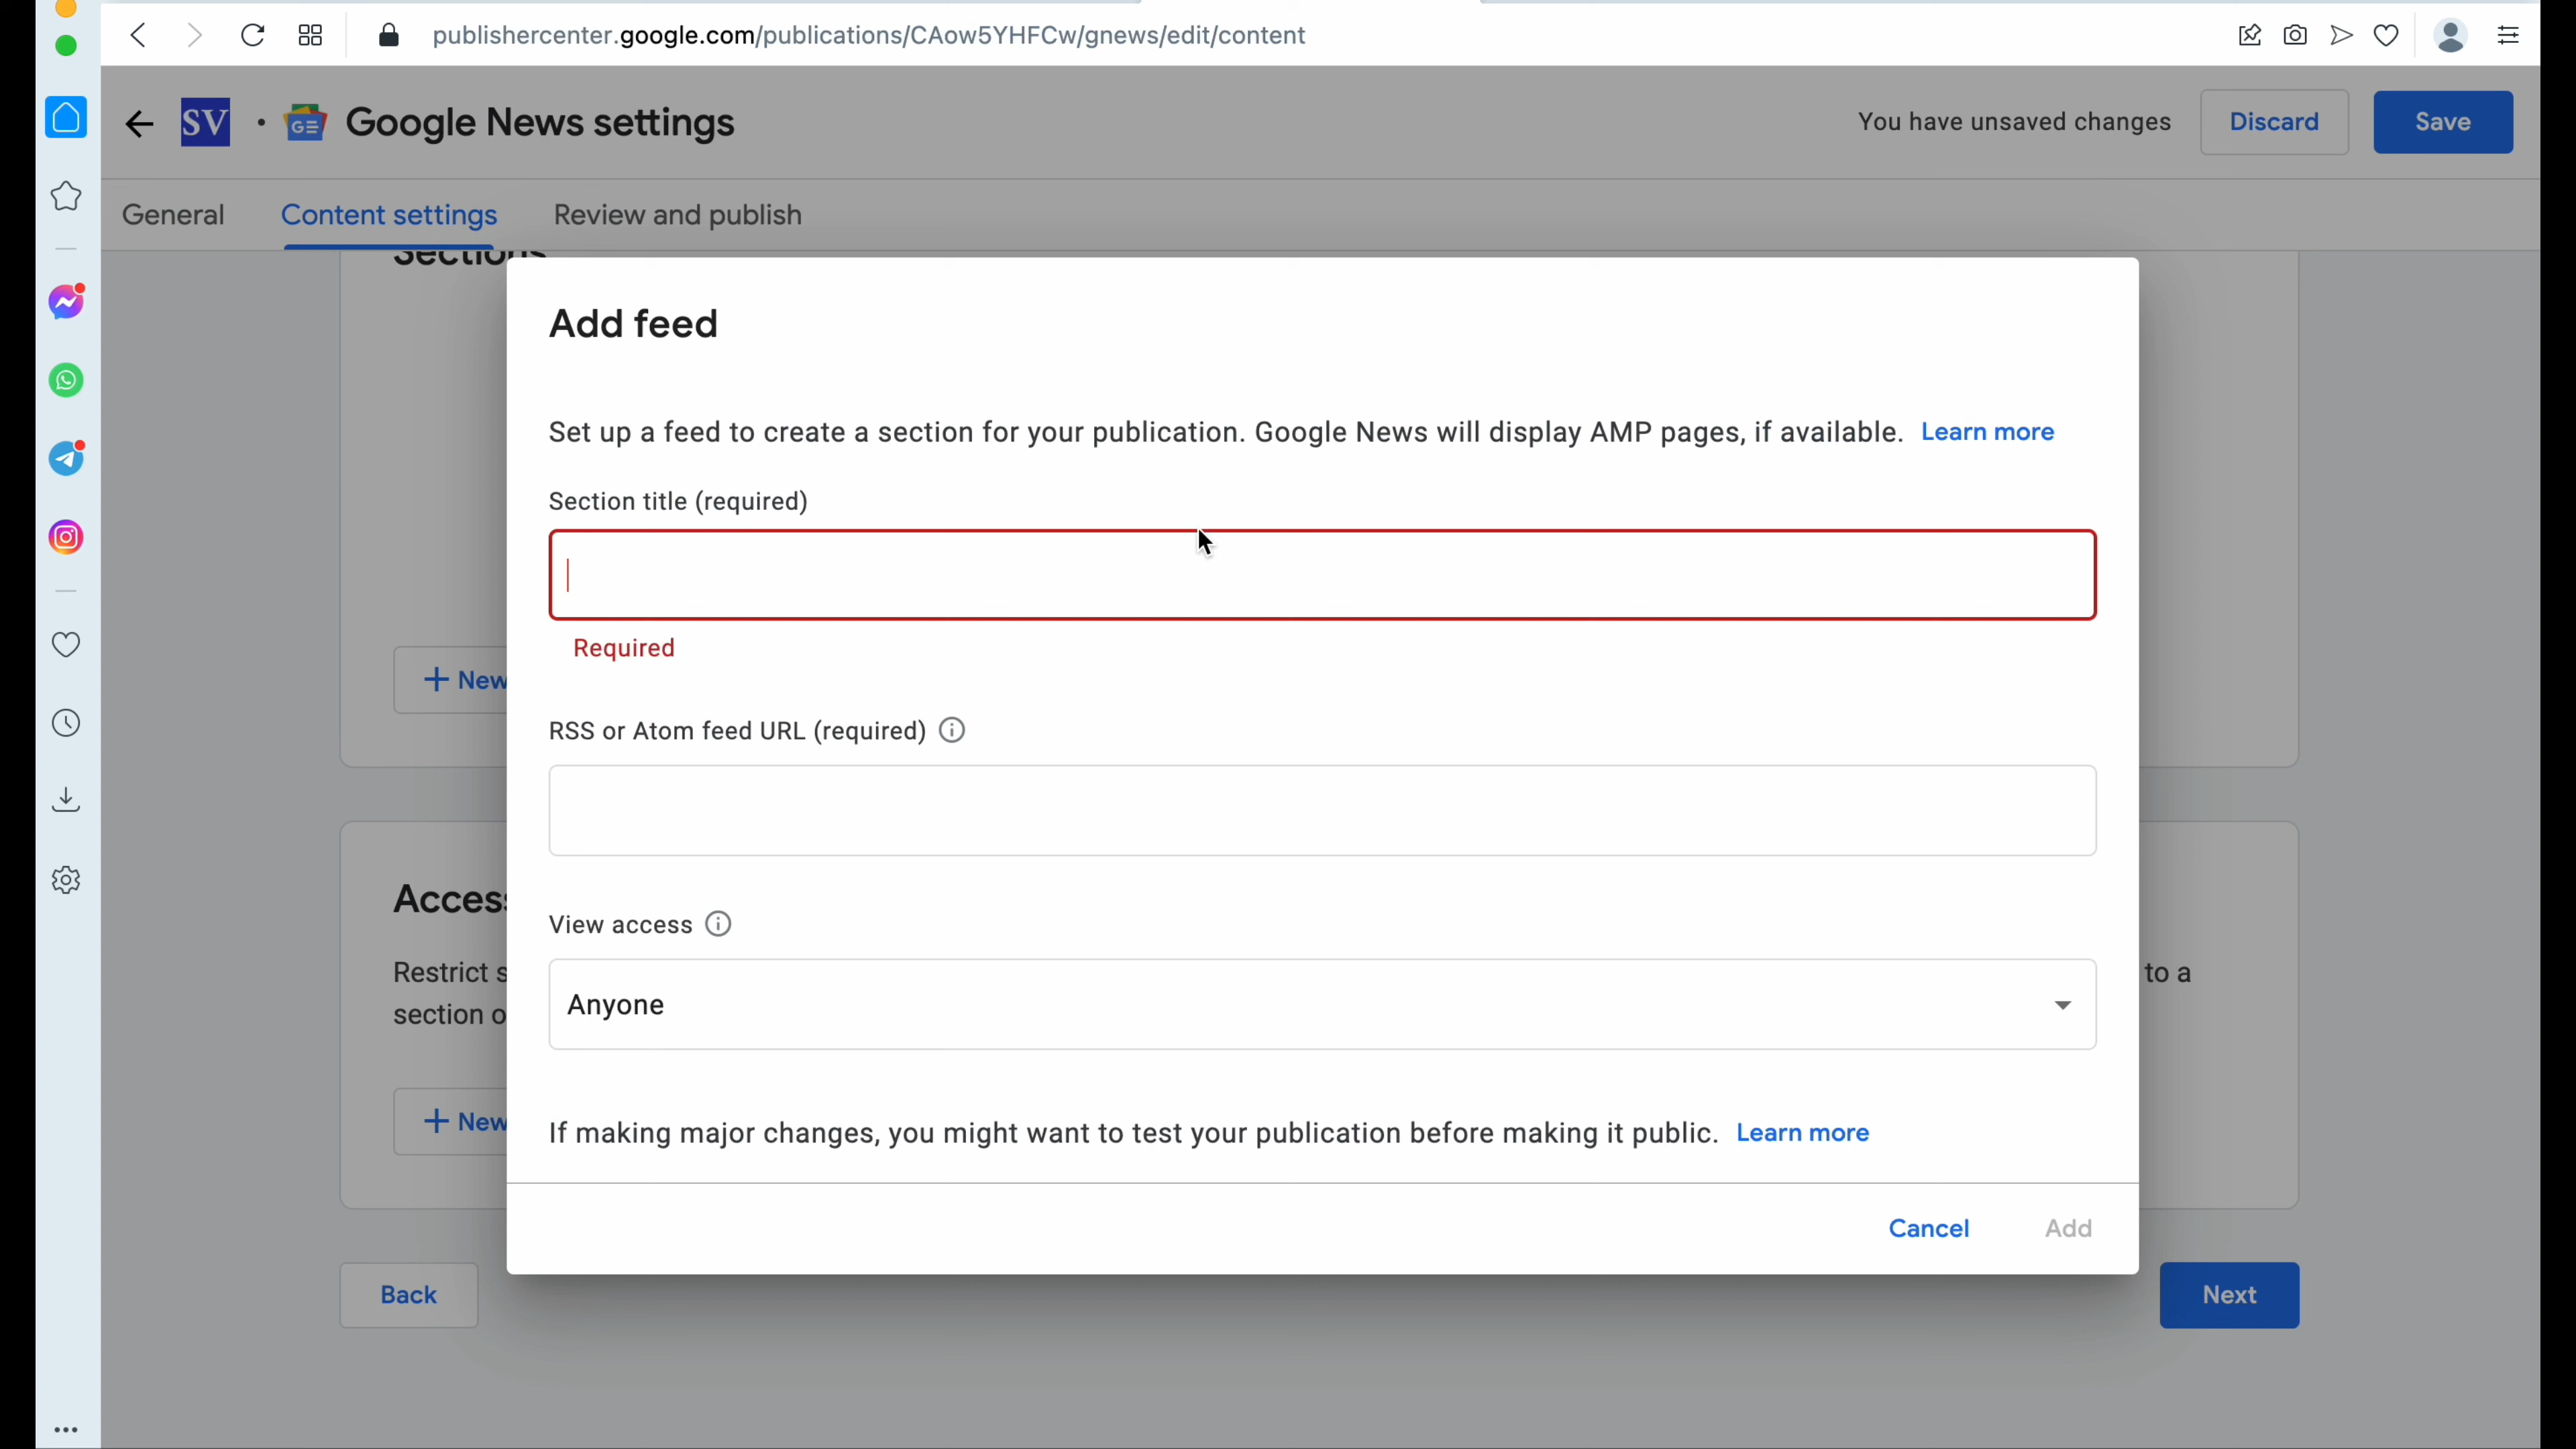 publishercenter.google.com/publications/CAow5YHFCw/gnews/edit/content
SV
GE
Google News settings
You have unsaved changes
Discard
Save
General
Content settings
Review and publish
Sections
Add feed
Set up a feed to create a section for your publication. Google News will display AMP pages, if available. Learn more
Section title (required)
Required
+ New
RSS or Atom feed URL (required)
Access
View access
Restrict s
to a
Anyone
section o
+ New
If making major changes, you might want to test your publication before making it public. Learn more
Cancel
Add
Back
Next